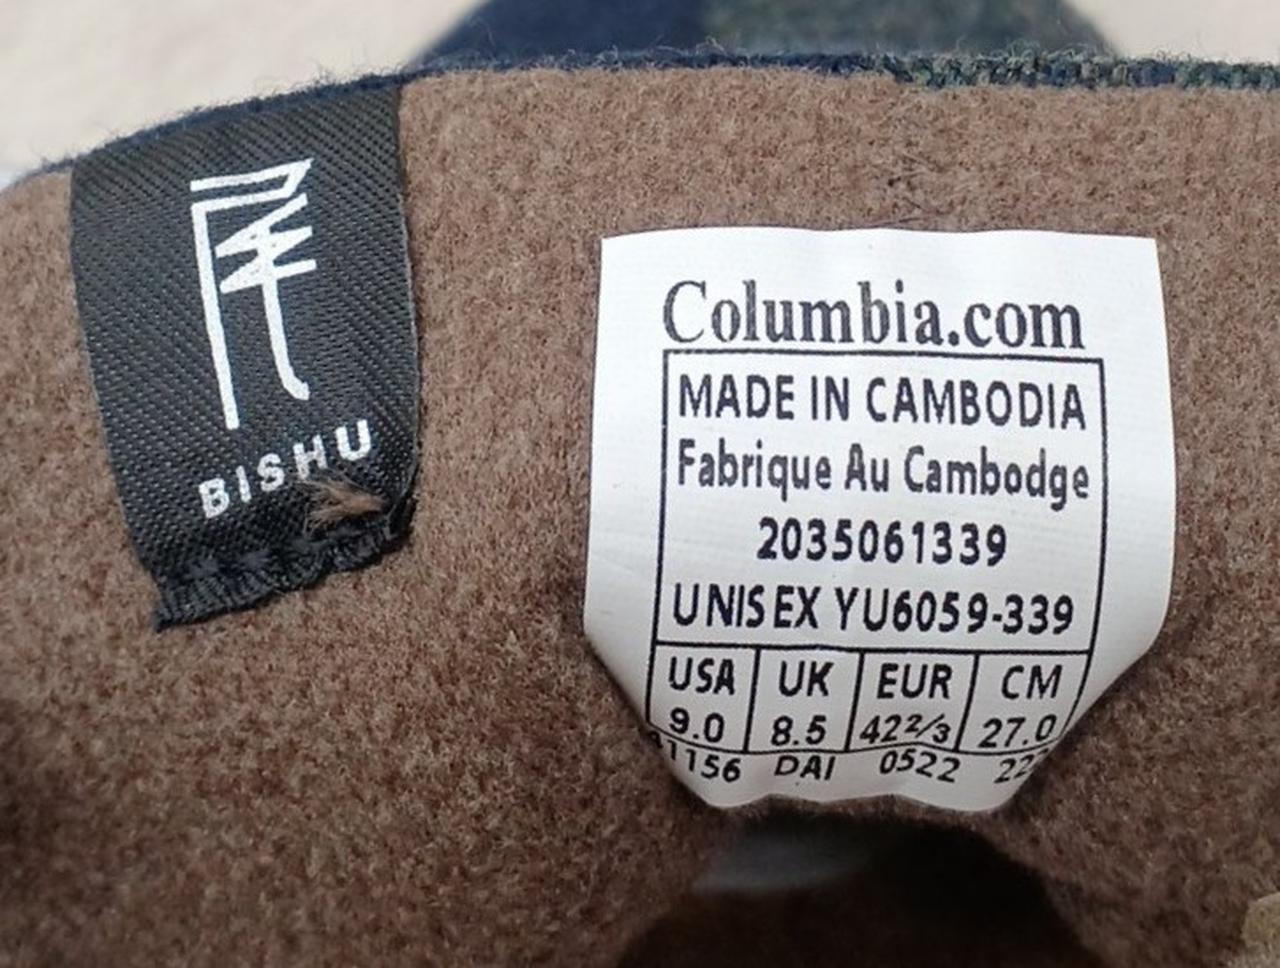 BISHU
Columbia.com
MADE IN CAMBODIA
Fabrique Au Cambodge
2035061339
UNISEX YU6059-339
USA UK EUR CM
9.0 8.5 42⅔ 27.0
DAI 0522